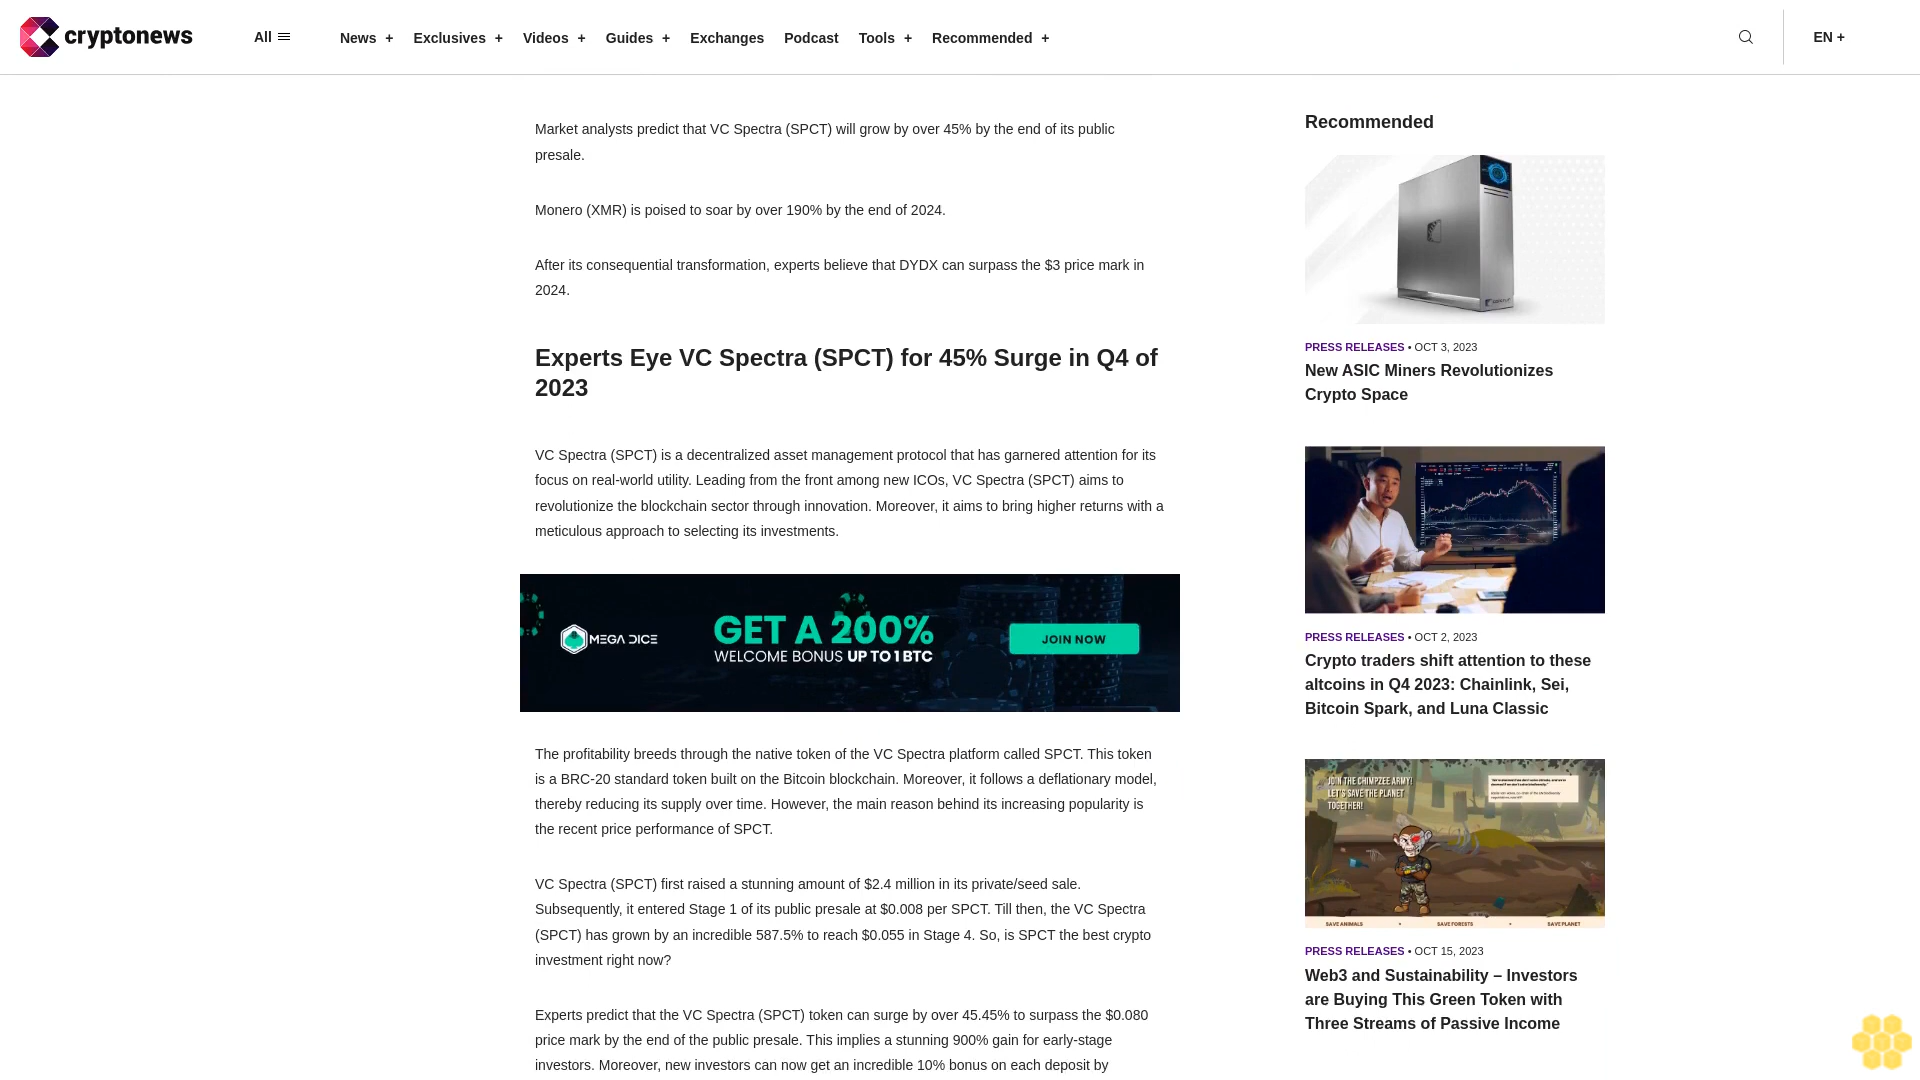 cryptonews
All
News + Exclusives + Videos + Guides + Exchanges Podcast Tools + Recommended +
EN +
Market analysts predict that VC Spectra (SPCT) will grow by over 45% by the end of its public
presale.
Monero (XMR) is poised to soar by over 190% by the end of 2024.
After its consequential transformation, experts believe that DYDX can surpass the $3 price mark in
2024.
Experts Eye VC Spectra (SPCT) for 45% Surge in Q4 of
2023
VC Spectra (SPCT) is a decentralized asset management protocol that has garnered attention for its
focus on real-world utility. Leading from the front among new ICOs, VC Spectra (SPCT) aims to
revolutionize the blockchain sector through innovation. Moreover, it aims to bring higher returns with a
meticulous approach to selecting its investments.
MEGA DICE
GET A 200%
WELCOME BONUS UP TO 1 BTC
JOIN NOW
The profitability breeds through the native token of the VC Spectra platform called SPCT. This token
is a BRC-20 standard token built on the Bitcoin blockchain. Moreover, it follows a deflationary model,
thereby reducing its supply over time. However, the main reason behind its increasing popularity is
the recent price performance of SPCT.
VC Spectra (SPCT) first raised a stunning amount of $2.4 million in its private/seed sale.
Subsequently, it entered Stage 1 of its public presale at $0.008 per SPCT. Till then, the VC Spectra
(SPCT) has grown by an incredible 587.5% to reach $0.055 in Stage 4. So, is SPCT the best crypto
investment right now?
Experts predict that the VC Spectra (SPCT) token can surge by over 45.45% to surpass the $0.080
price mark by the end of the public presale. This implies a stunning 900% gain for early-stage
investors. Moreover, new investors can now get an incredible 10% bonus on each deposit by
Recommended
PRESS RELEASES • OCT 3, 2023
New ASIC Miners Revolutionizes
Crypto Space
PRESS RELEASES • OCT 2, 2023
Crypto traders shift attention to these
altcoins in Q4 2023: Chainlink, Sei,
Bitcoin Spark, and Luna Classic
JOIN THE CHIMPZEE ARMY!
LET'S SAVE THE PLANET
TOGETHER!
SAVE ANIMALS • SAVE FORESTS • SAVE PLANET
PRESS RELEASES • OCT 15, 2023
Web3 and Sustainability – Investors
are Buying This Green Token with
Three Streams of Passive Income